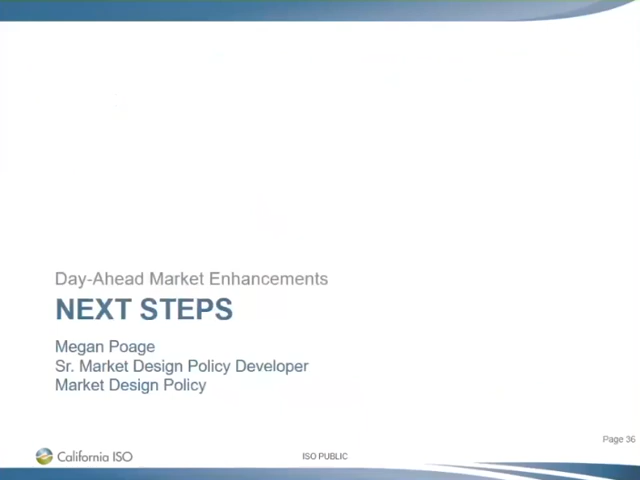 Day-Ahead Market Enhancements
NEXT STEPS
Megan Poage
Sr. Market Design Policy Developer
Market Design Policy
Page 36
California ISO
ISO PUBLIC